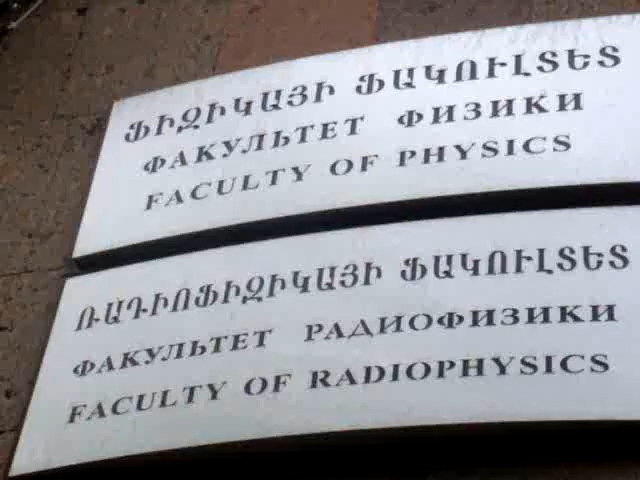 ՖԻԶԻԿԱՅԻ ՖԱԿՈՒԼՏԵՏ
ФАКУЛЬТЕТ ФИЗИКИ
FACULTY OF PHYSICS
ՌԱԴԻՈՖԻԶԻԿԱՅԻ ՖԱԿՈՒԼՏԵՏ
ФАКУЛЬТЕТ РАДИОФИЗИКИ
FACULTY OF RADIOPHYSICS